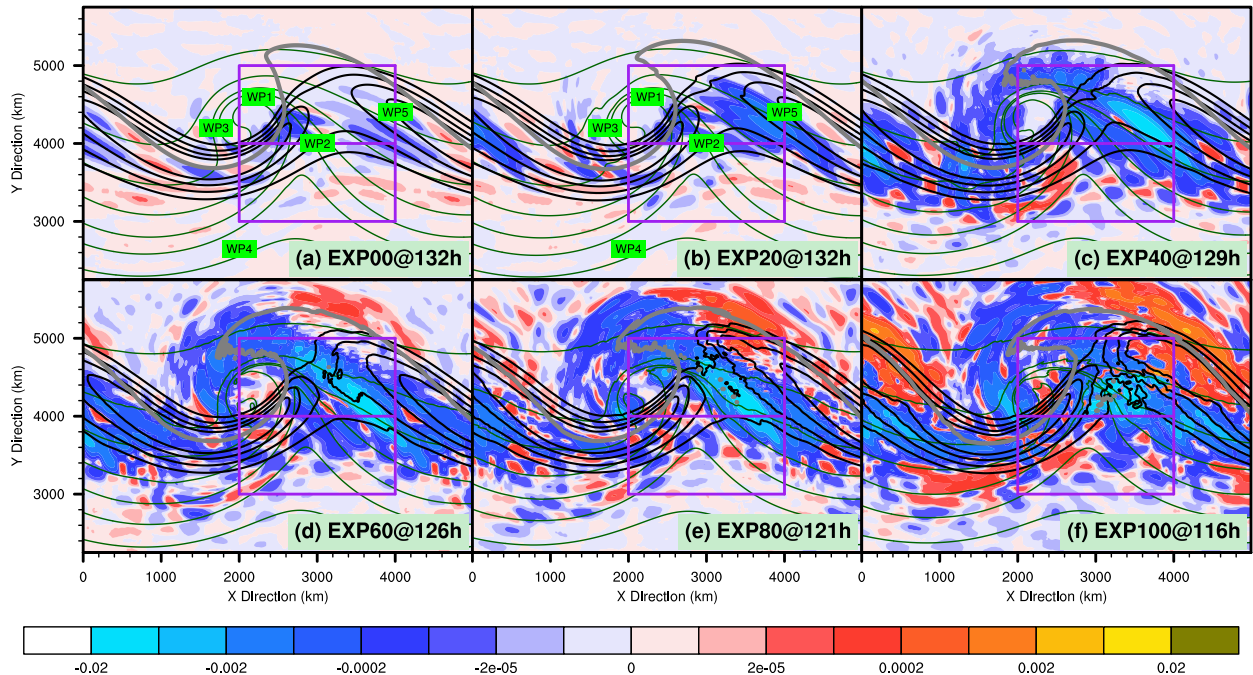 5000
4000
3000
Y Direction (km)
WP1
WP3
WP5
WP2
WP4
(a) EXP00@132h
WP1
WP3
WP5
WP2
WP4
(b) EXP20@132h
(c) EXP40@129h
5000
4000
3000
Y Direction (km)
(d) EXP60@126h
(e) EXP80@121h
(f) EXP100@116h
0 1000 2000 3000 4000
0 1000 2000 3000 4000
0 1000 2000 3000 4000
X Direction (km)
X Direction (km)
X Direction (km)
-0.02 -0.002 -0.0002 -2e-05 0 2e-05 0.0002 0.002 0.02